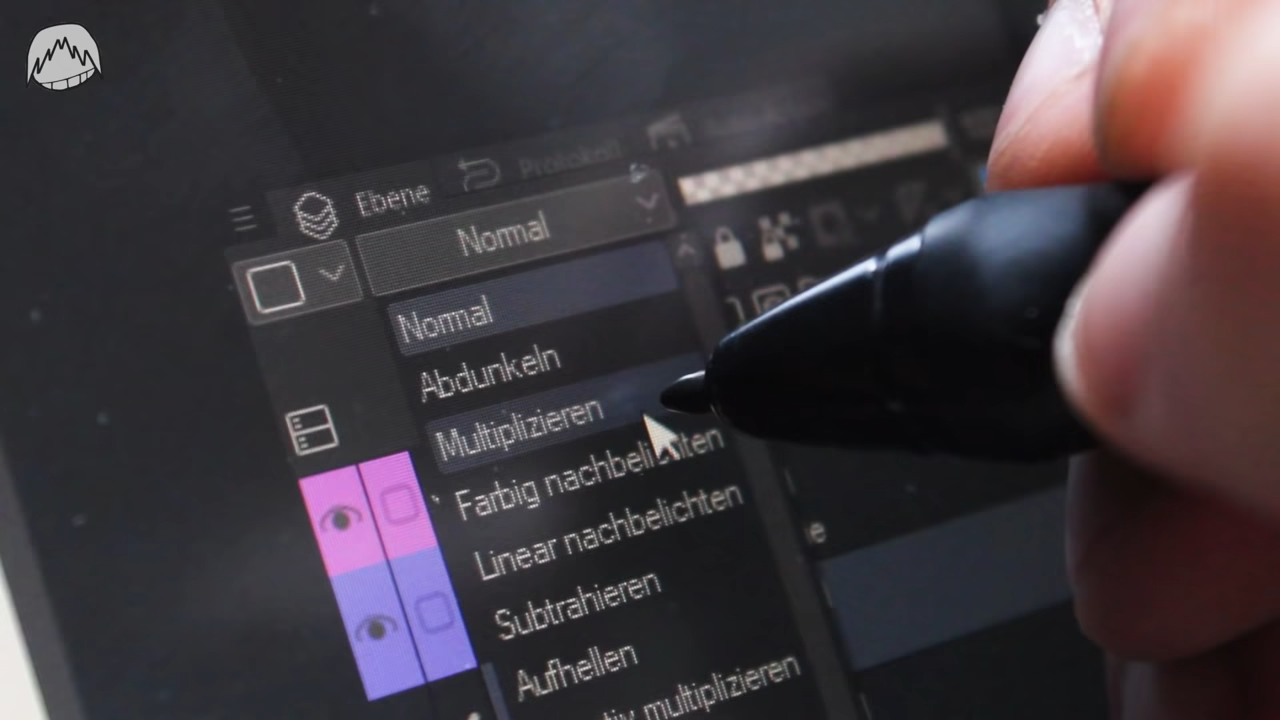 Ebene
Protokoll
Normal
Normal
Abdunkeln
Multiplizieren
Farbig nachbelichten
Linear nachbelichten
Subtrahieren
Aufhellen
multiplizieren